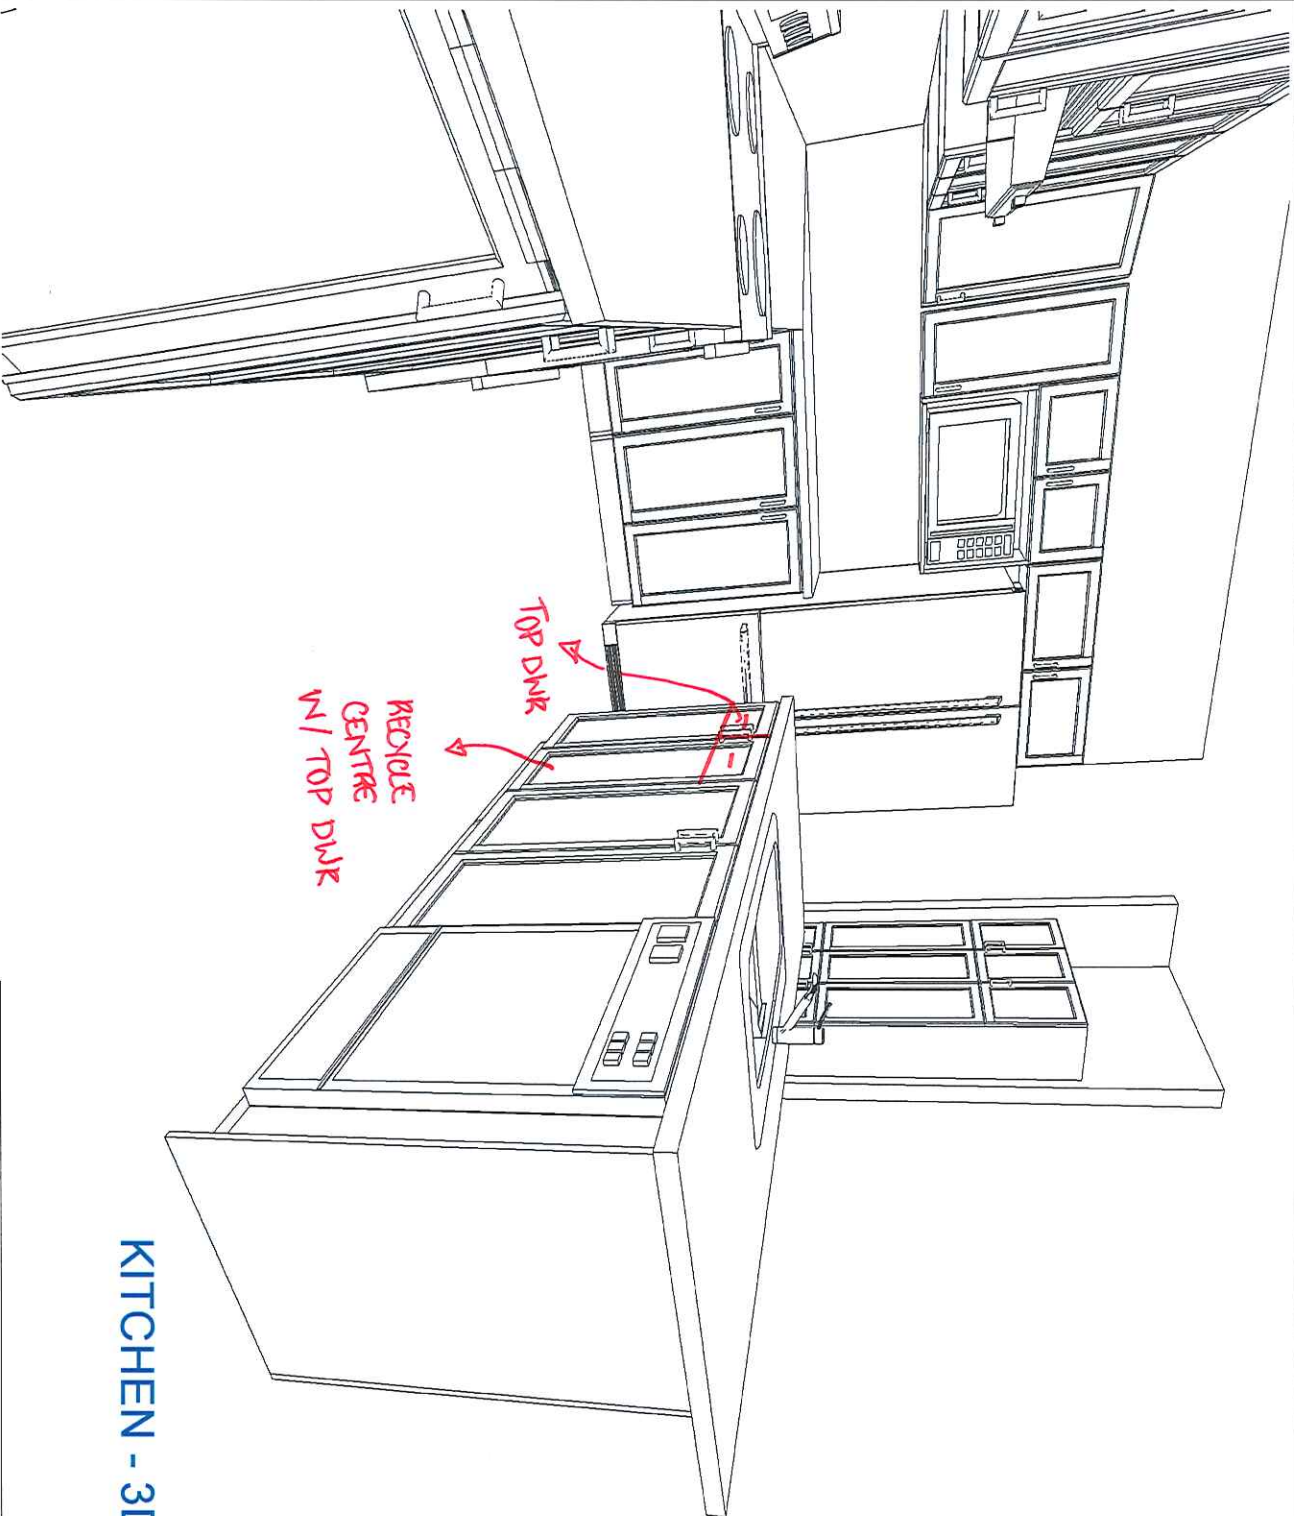 TOP DWR
RECYCLE
CENTRE
W/ TOP DWR
KITCHEN - 3